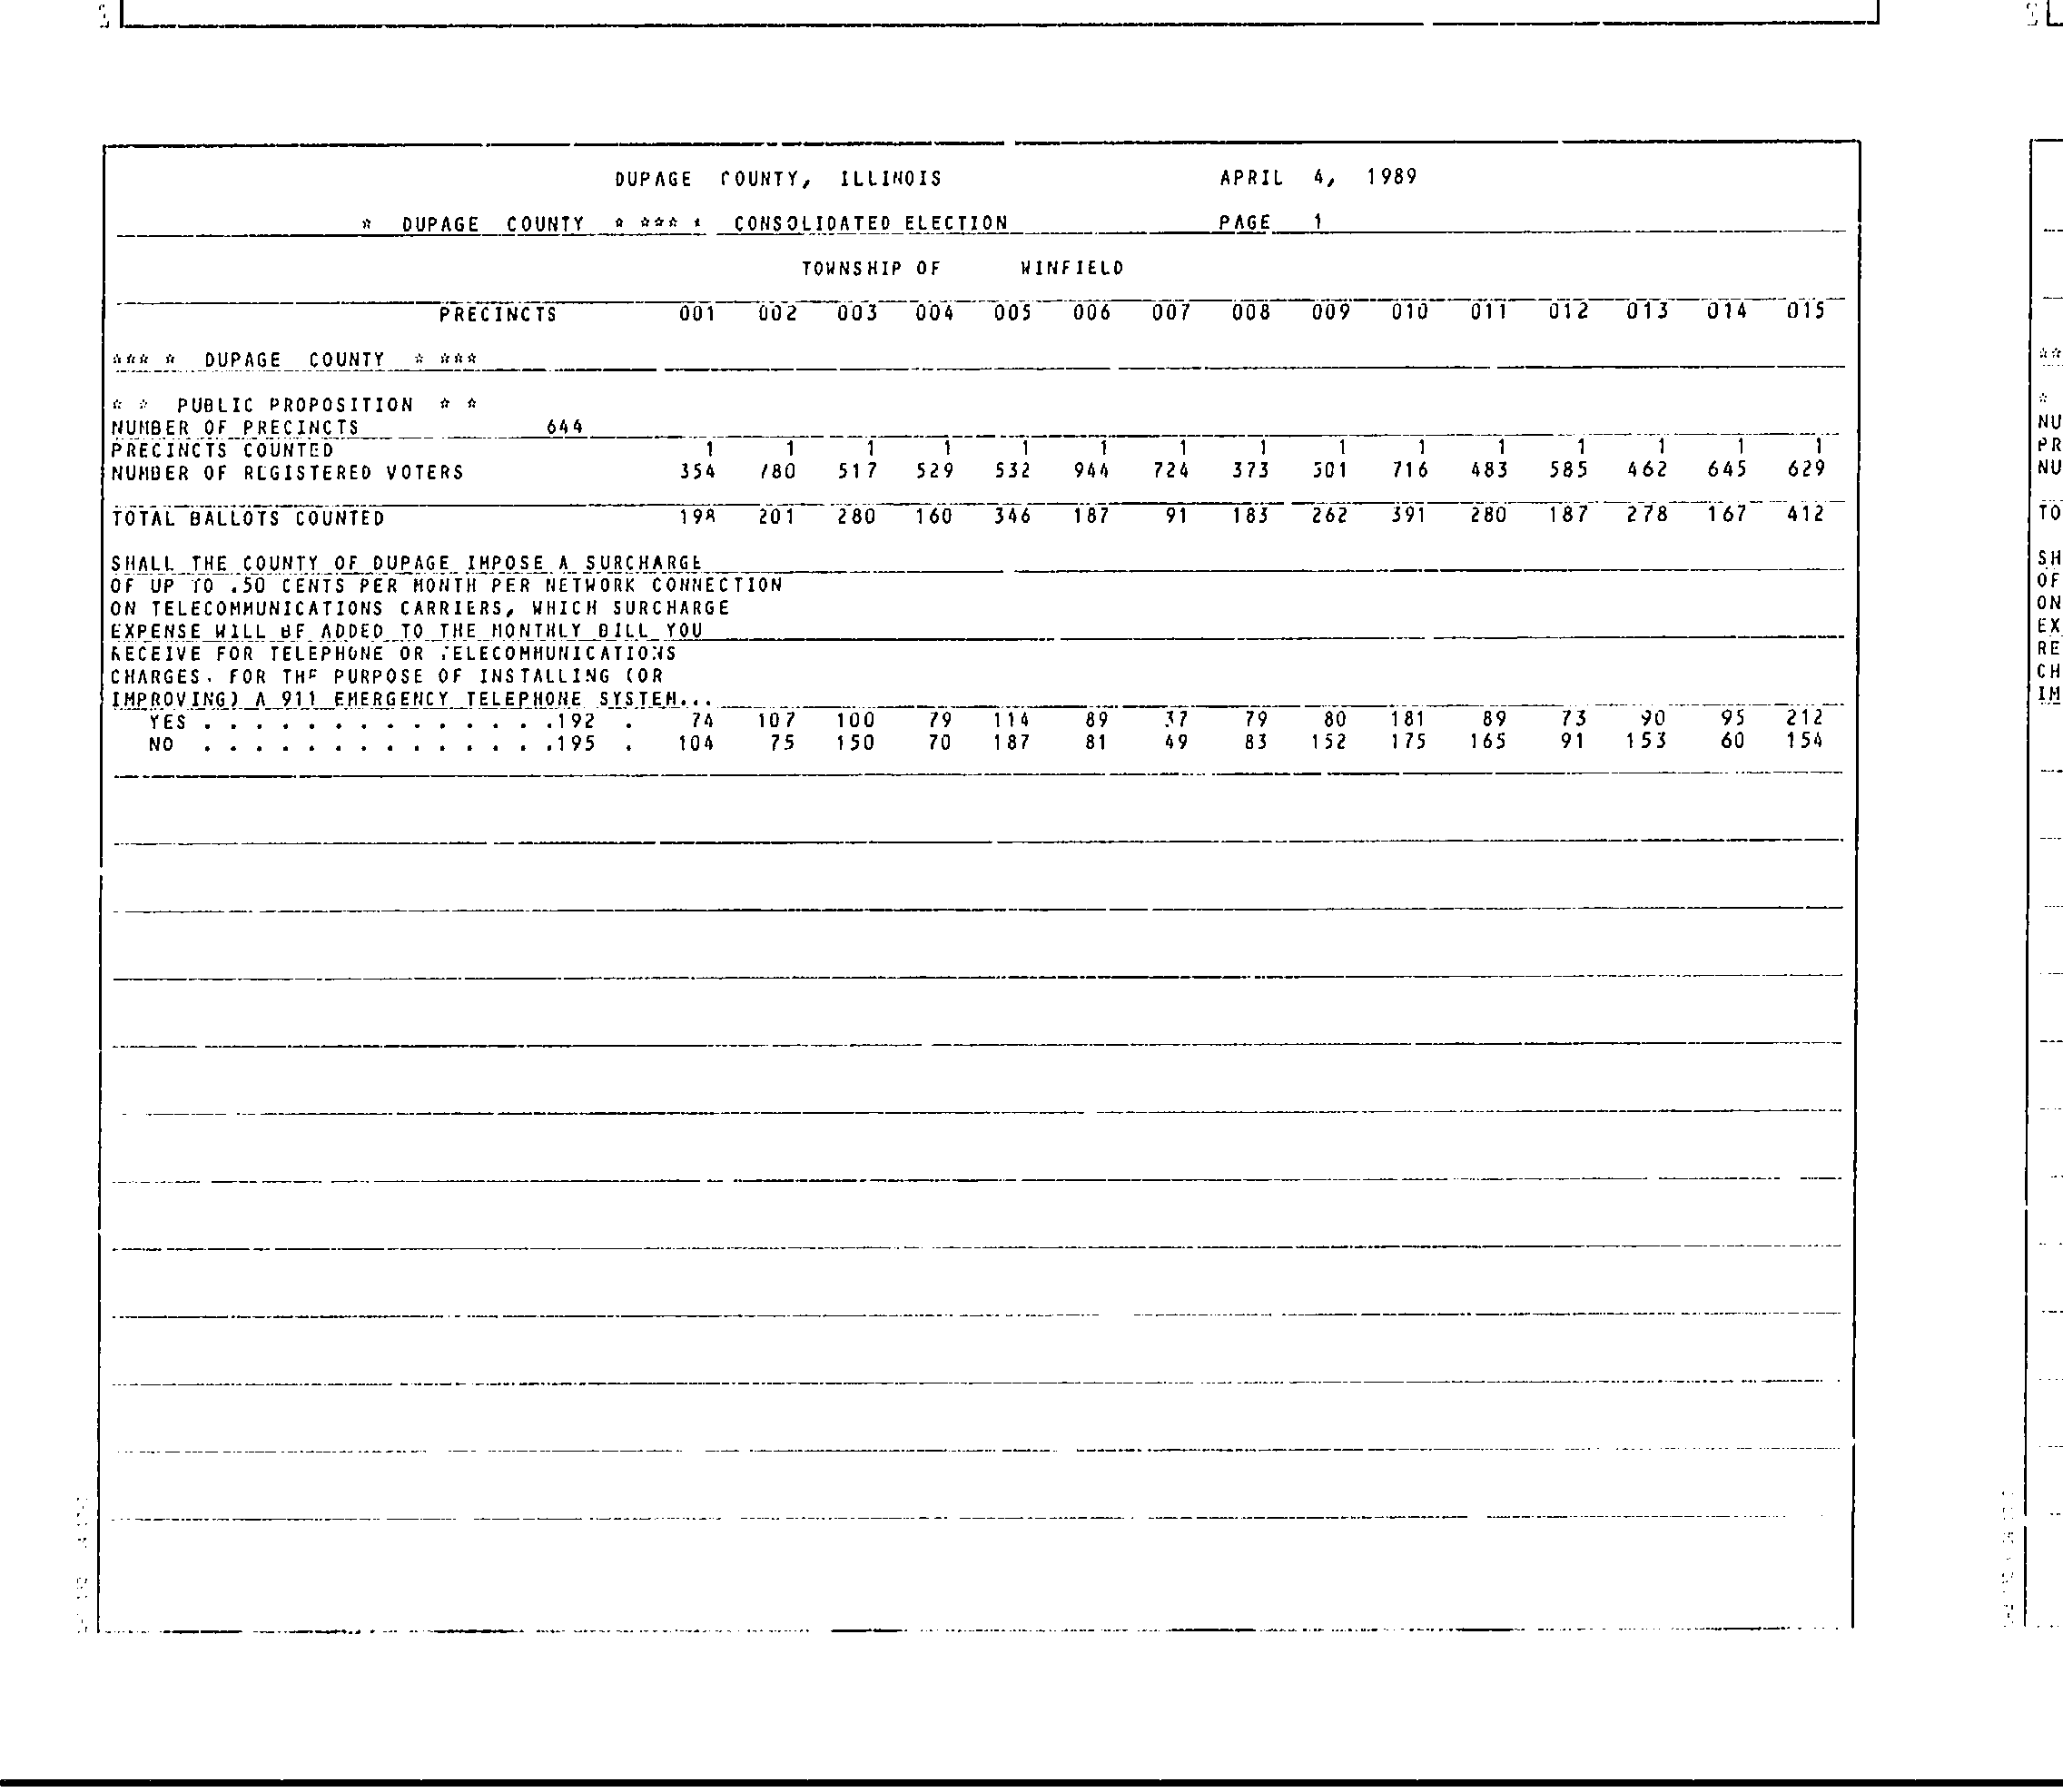 DUPAGE COUNTY, ILLINOIS APRIL 4, 1989
* DUPAGE COUNTY * *** * CONSOLIDATED ELECTION PAGE 1
TOWNSHIP OF WINFIELD
PRECINCTS 001 002 003 004 005 006 007 008 009 010 011 012 013 014 015
*** * DUPAGE COUNTY * ***
* * PUBLIC PROPOSITION * *
NUMBER OF PRECINCTS 644
PRECINCTS COUNTED 1 1 1 1 1 1 1 1 1 1 1 1 1 1 1
NUMBER OF REGISTERED VOTERS 354 780 517 529 532 944 724 373 501 716 483 585 462 645 629
TOTAL BALLOTS COUNTED 198 201 280 160 346 187 91 183 262 391 280 187 278 167 412
SHALL THE COUNTY OF DUPAGE IMPOSE A SURCHARGE
OF UP TO .50 CENTS PER MONTH PER NETWORK CONNECTION
ON TELECOMMUNICATIONS CARRIERS, WHICH SURCHARGE
EXPENSE WILL BE ADDED TO THE MONTHLY BILL YOU
RECEIVE FOR TELEPHONE OR TELECOMMUNICATIONS
CHARGES, FOR THE PURPOSE OF INSTALLING (OR
IMPROVING) A 911 EMERGENCY TELEPHONE SYSTEM...
YES . . . . . . . . . . . . . .192 . 74 107 100 79 114 89 37 79 80 181 89 73 90 95 212
NO . . . . . . . . . . . . . .195 . 104 75 150 70 187 81 49 83 152 175 165 91 153 60 154
**
*
NU
PR
NU
TO
SH
OF
ON
EX
RE
CH
IM